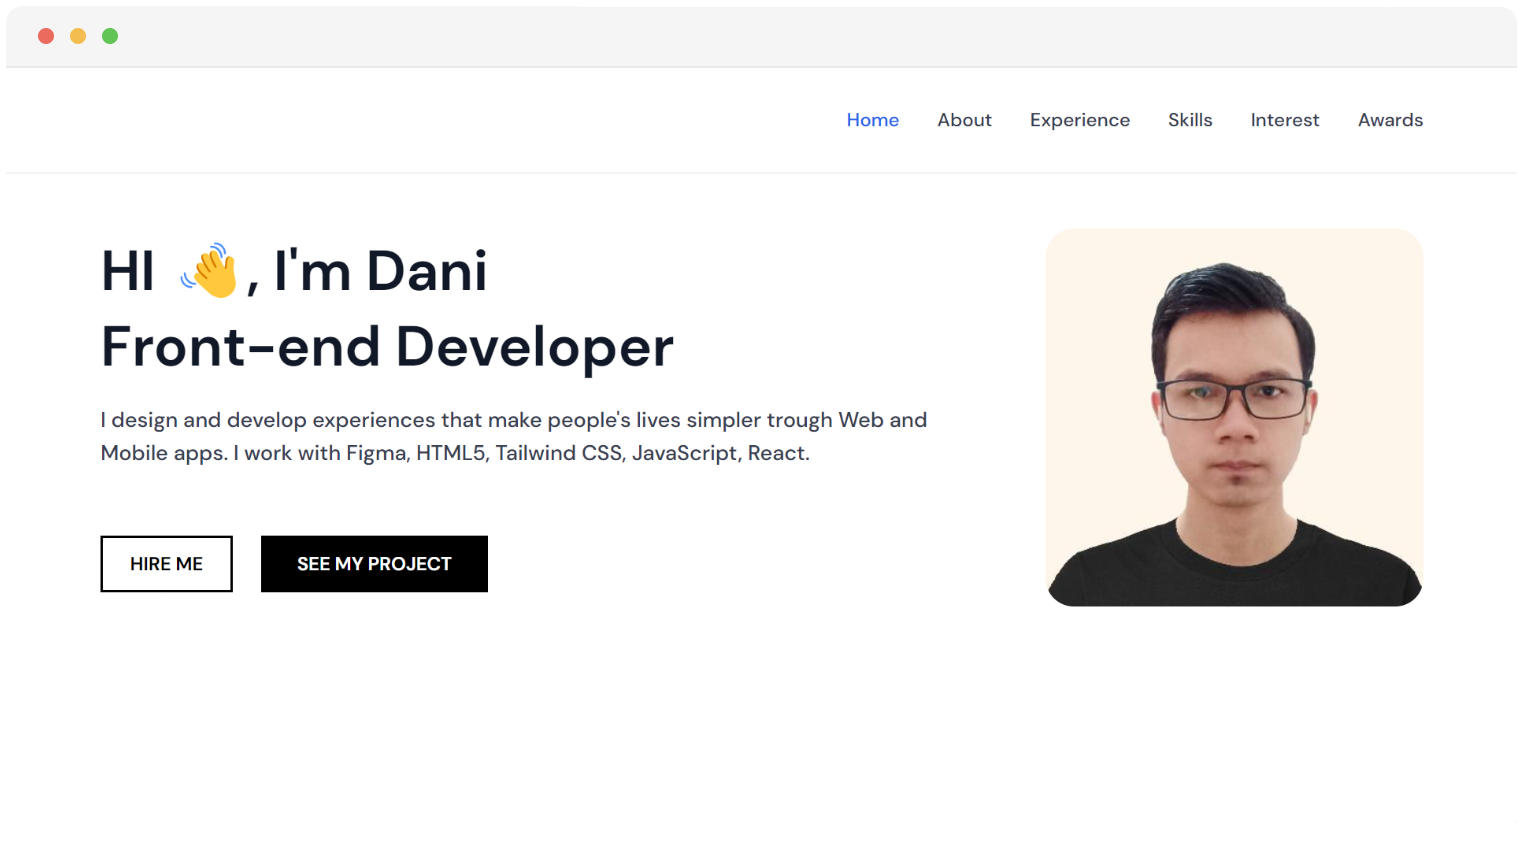 Home About Experience Skills Interest Awards
HI 👋, I'm Dani
Front-end Developer
I design and develop experiences that make people's lives simpler trough Web and
Mobile apps. I work with Figma, HTML5, Tailwind CSS, JavaScript, React.
HIRE ME SEE MY PROJECT